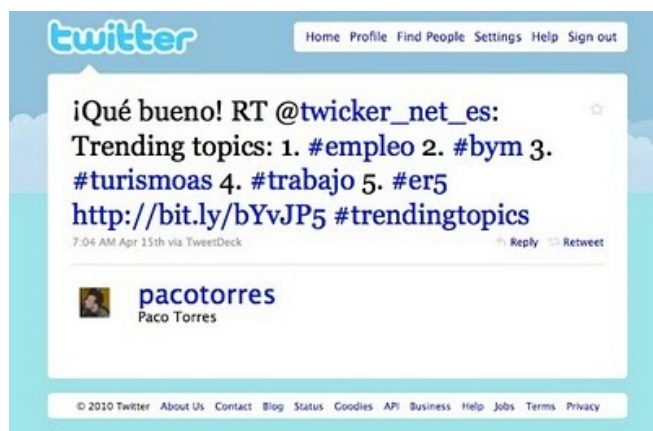 twitter
Home Profile Find People Settings Help Sign out
¡Qué bueno! RT @twicker_net_es:
Trending topics: 1. #empleo 2. #bym 3.
#turismoas 4. #trabajo 5. #er5
http://bit.ly/bYvJP5 #trendingtopics
7:04 AM Apr 15th via TweetDeck
Reply Retweet
pacotorres
Paco Torres
© 2010 Twitter About Us Contact Blog Status Goodies API Business Help Jobs Terms Privacy